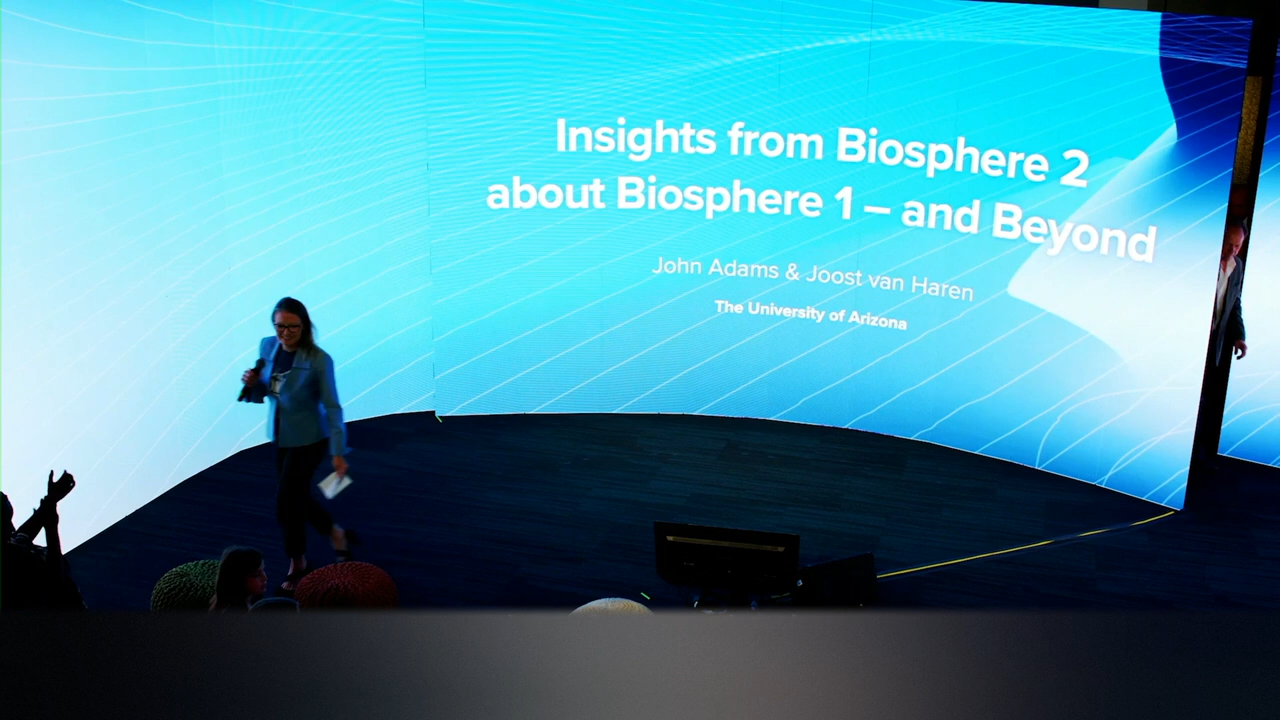 Insights from Biosphere 2
about Biosphere 1 – and Beyond
John Adams & Joost van Haren
The University of Arizona